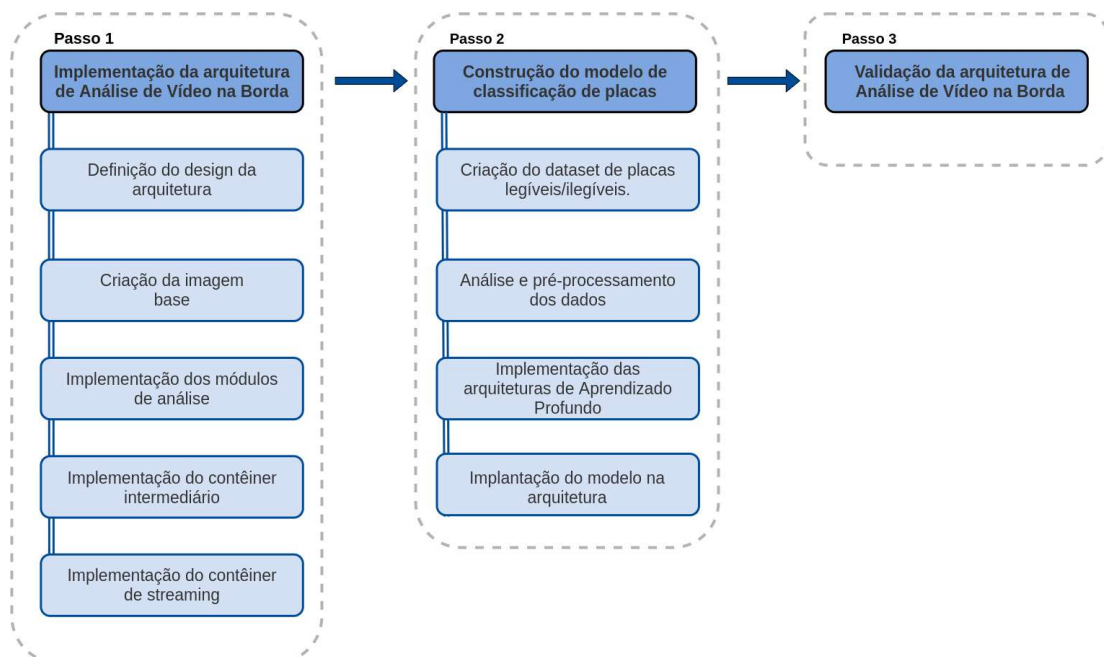 Passo 1
Implementação da arquitetura
de Análise de Vídeo na Borda
Definição do design da
arquitetura
Criação da imagem
base
Implementação dos módulos
de análise
Implementação do contêiner
intermediário
Implementação do contêiner
de streaming
Passo 2
Construção do modelo de
classificação de placas
Criação do dataset de placas
legíveis/ilegíveis.
Análise e pré-processamento
dos dados
Implementação das
arquiteturas de Aprendizado
Profundo
Implantação do modelo na
arquitetura
Passo 3
Validação da arquitetura de
Análise de Vídeo na Borda